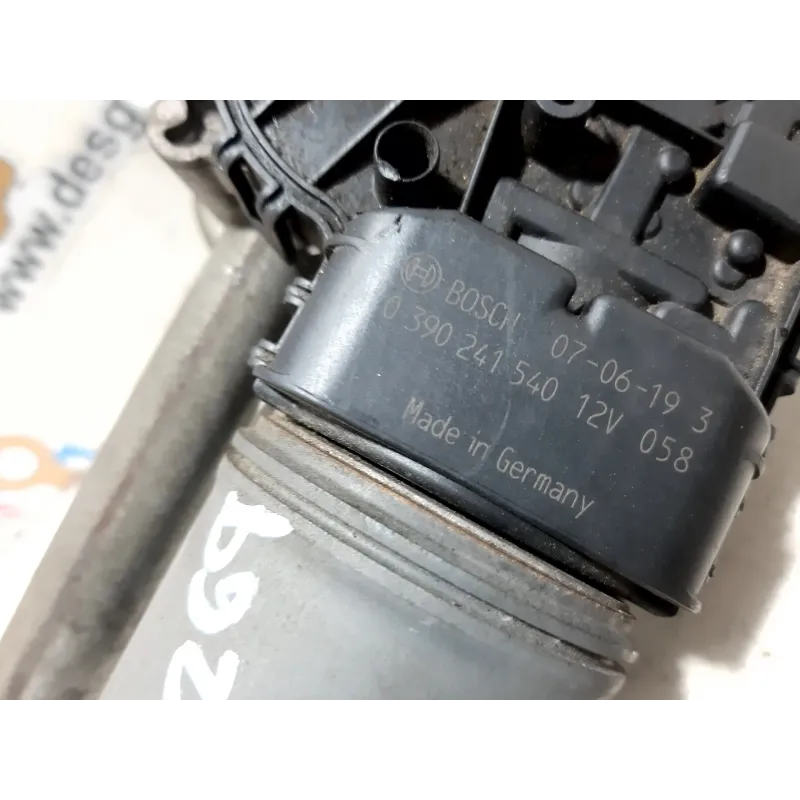 www.desg
BOSCH 07-06-19 3
0 390 241 540 12V 058
Made in Germany